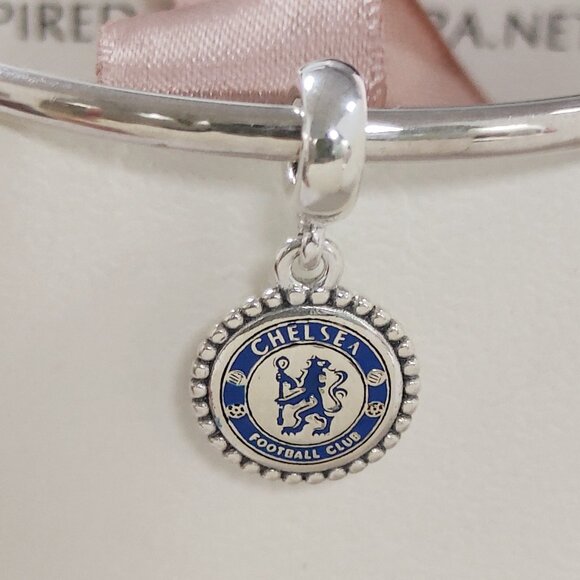 PIRED
PA.NET
CHELSEA
FOOTBALL CLUB